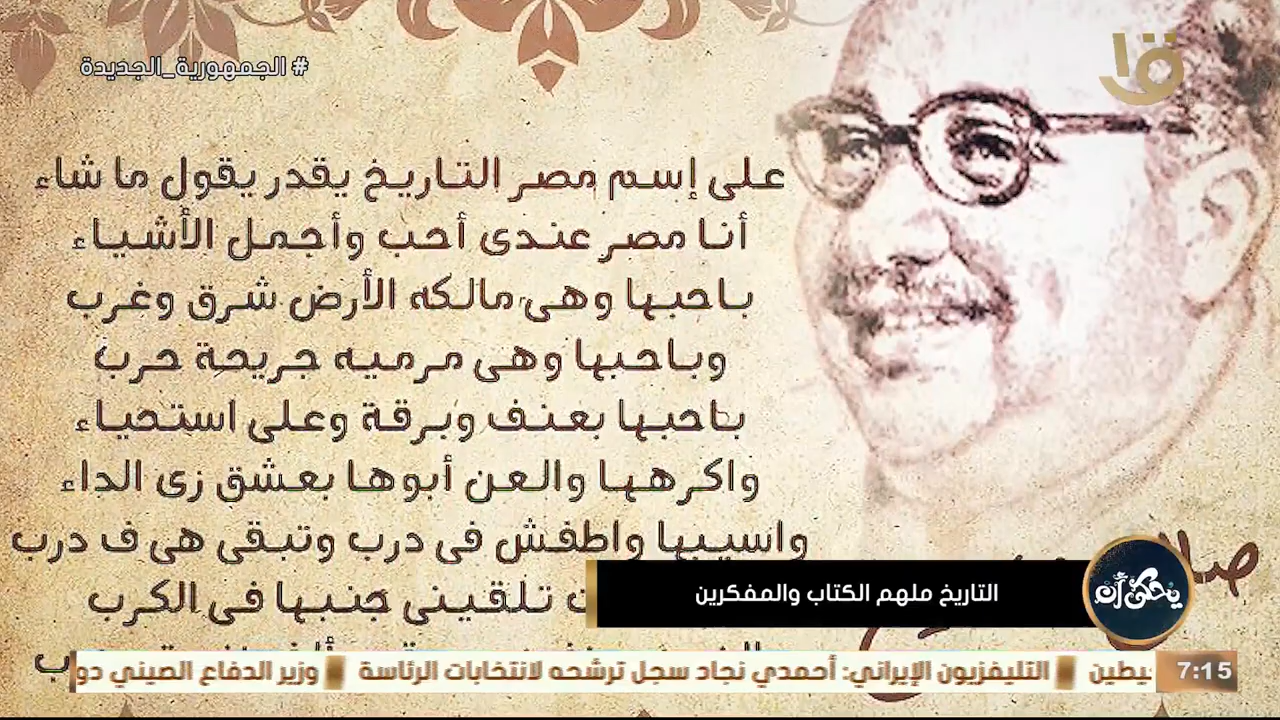 # الجمهورية_الجديدة
على إسم مصر التاريخ يقدر يقول ما شاء
أنا مصر عندى أحب وأجمل الأشياء
باحبها وهى مالكه الأرض شرق وغرب
وباحبها وهى مرميه جريحة حرب
باحبها بعنف وبرقة وعلى استحياء
واكرهها والعن أبوها بعشق زى الداء
واسيبها واطفش فى درب وتبقى هى ف درب
تلقينى جنبها فى الكرب
التاريخ ملهم الكتاب والمفكرين
يحكى أن
7:15
التليفزيون الإيراني: أحمدي نجاد سجل ترشحه لانتخابات الرئاسة
وزير الدفاع الصيني